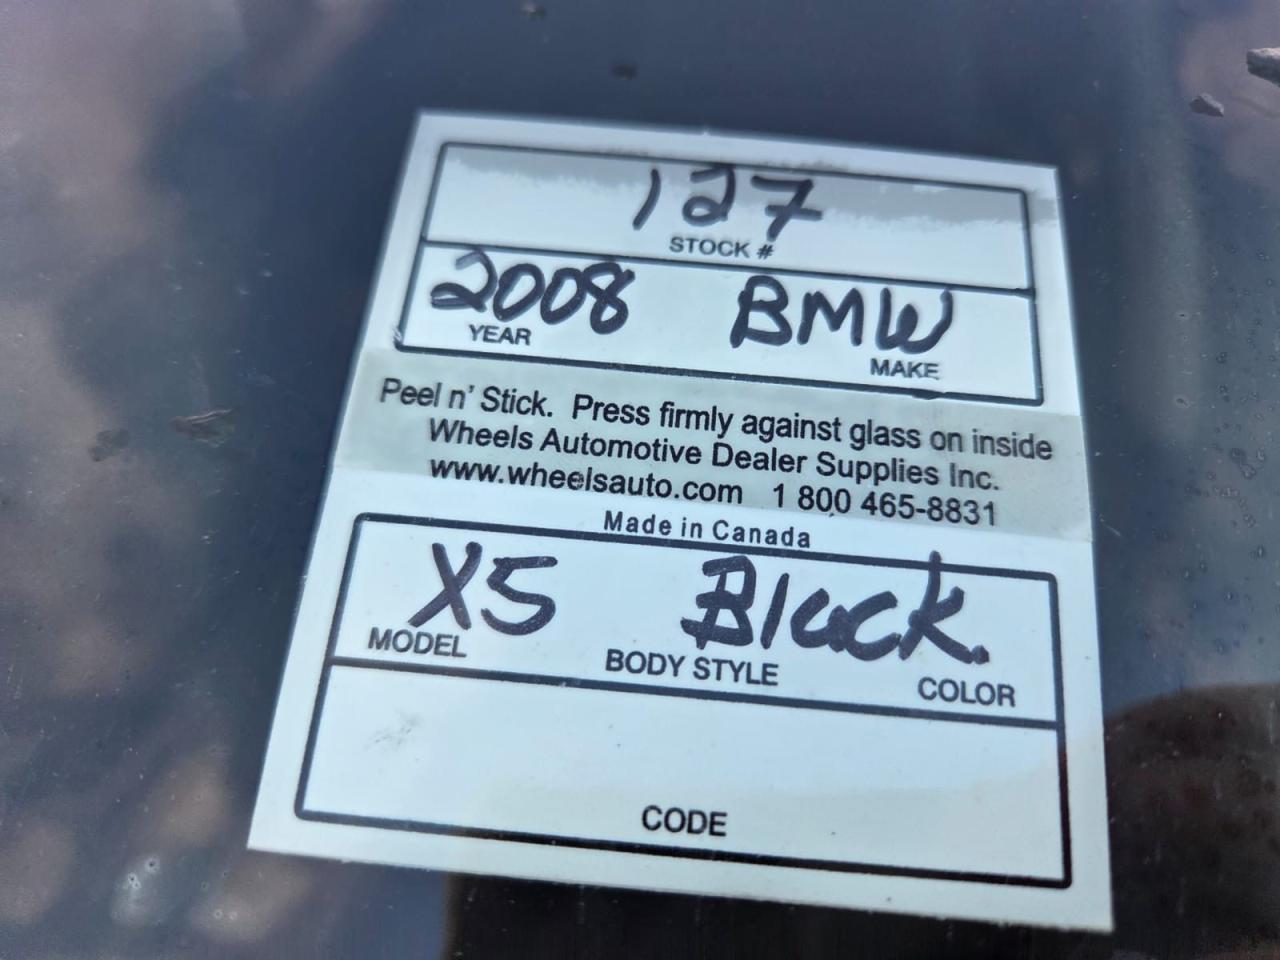 127
STOCK #
2008 BMW
YEAR MAKE
Peel n' Stick. Press firmly against glass on inside
Wheels Automotive Dealer Supplies Inc.
www.wheelsauto.com 1 800 465-8831
Made in Canada
X5 Black.
MODEL BODY STYLE COLOR
CODE